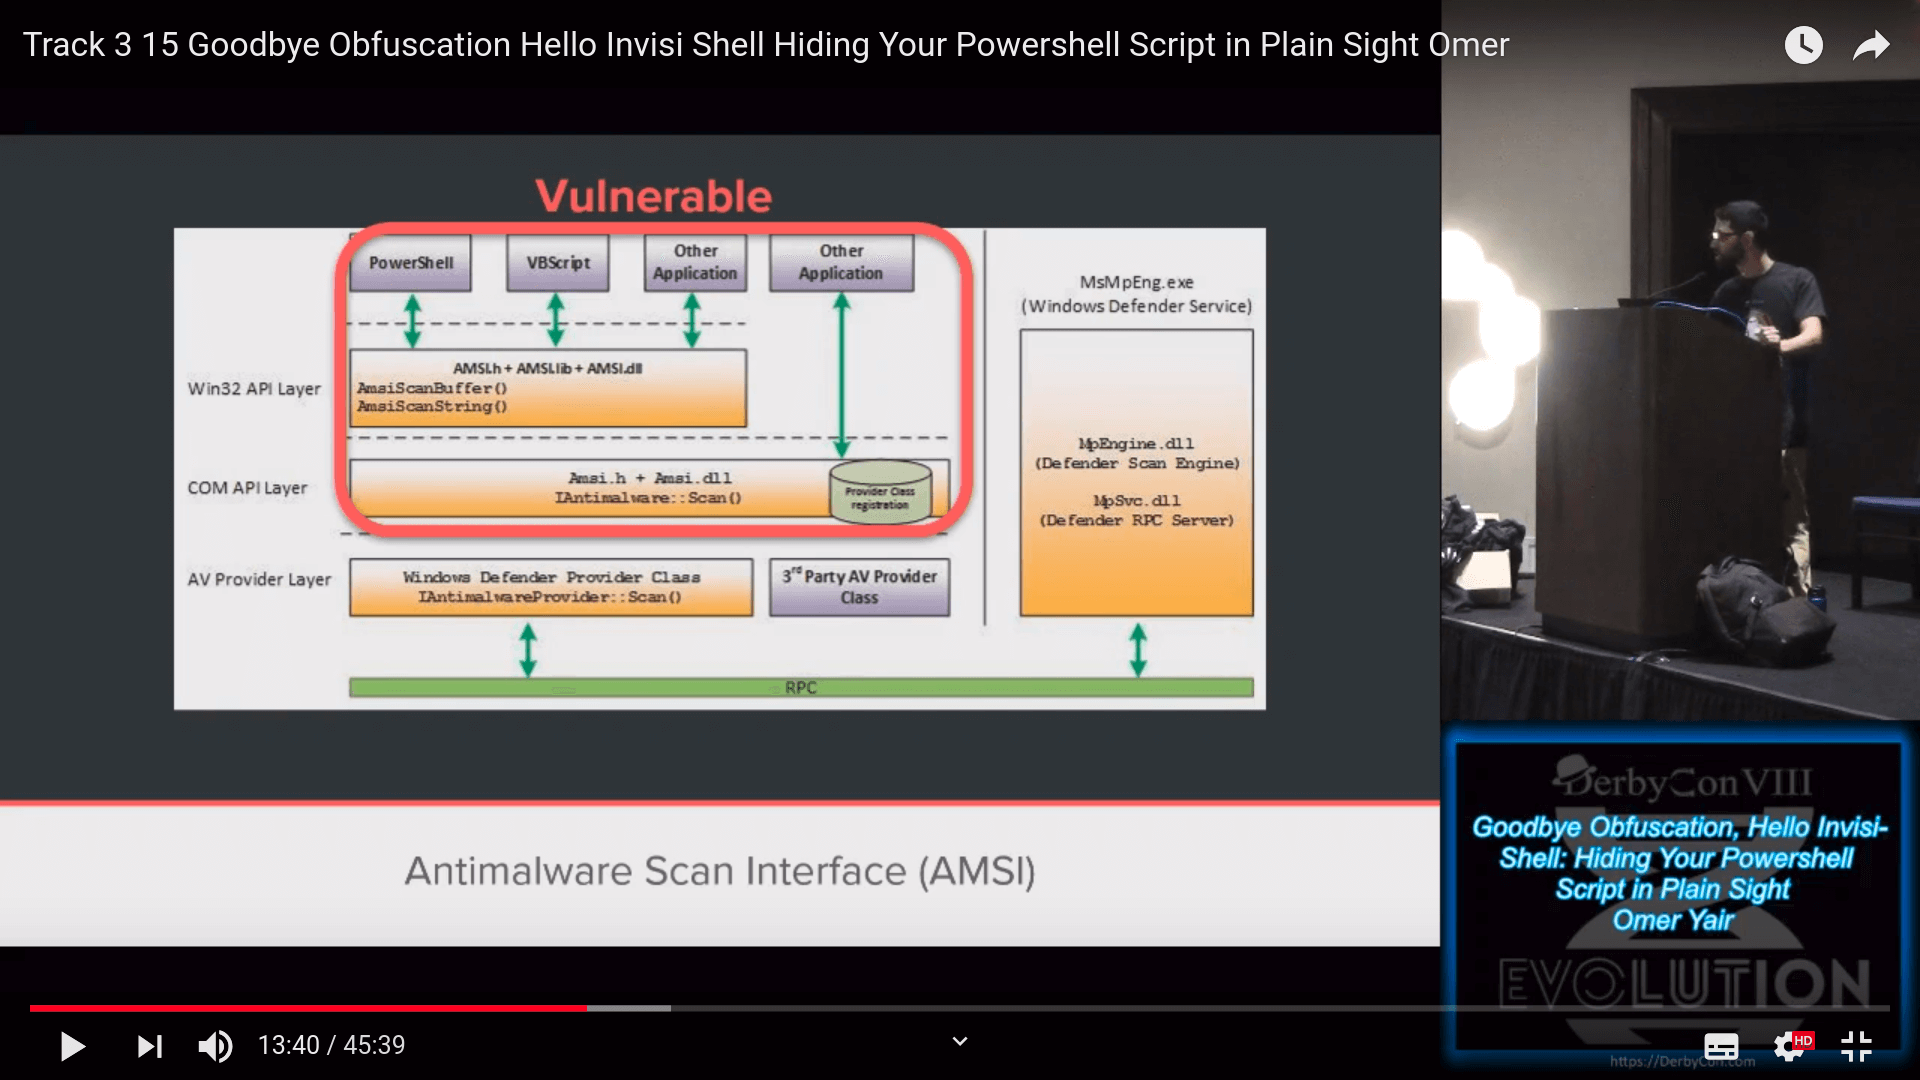 Track 3 15 Goodbye Obfuscation Hello Invisi Shell Hiding Your Powershell Script in Plain Sight Omer
Vulnerable
PowerShell
VBScript
Other
Application
Other
Application
MsMpEng.exe
(Windows Defender Service)
Win32 API Layer
AMSI.h + AMSI.lib + AMSI.dll
AmsiScanBuffer()
AmsiScanString()
COM API Layer
Amsi.h + Amsi.dll
IAntimalware::Scan()
Provider Class
registration
MpEngine.dll
(Defender Scan Engine)
MpSvc.dll
(Defender RPC Server)
AV Provider Layer
Windows Defender Provider Class
IAntimalwareProvider::Scan()
3rd Party AV Provider
Class
RPC
Antimalware Scan Interface (AMSI)
DerbyCon VIII
Goodbye Obfuscation, Hello Invisi-
Shell: Hiding Your Powershell
Script in Plain Sight
Omer Yair
EVOLUTION
https://DerbyCon.com
13:40 / 45:39
HD